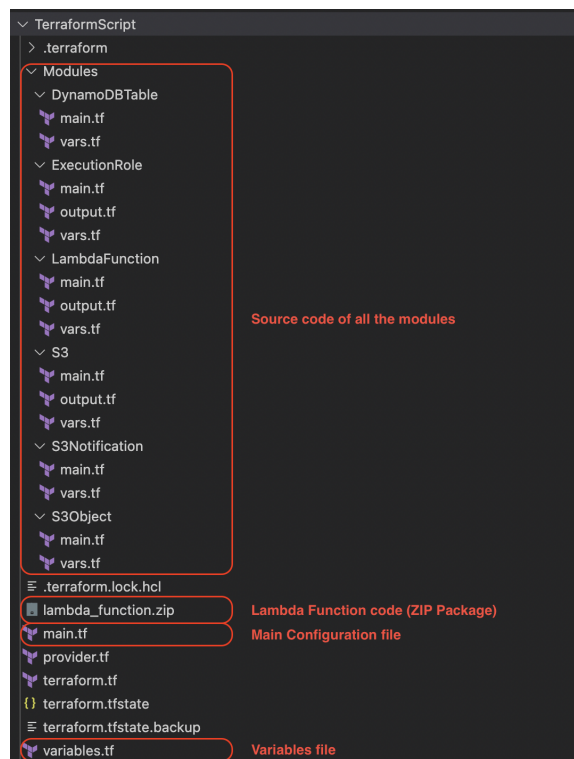 TerraformScript
.terraform
Modules
DynamoDBTable
main.tf
vars.tf
ExecutionRole
main.tf
output.tf
vars.tf
LambdaFunction
main.tf
output.tf
vars.tf
Source code of all the modules
S3
main.tf
output.tf
vars.tf
S3Notification
main.tf
vars.tf
S3Object
main.tf
vars.tf
.terraform.lock.hcl
lambda_function.zip Lambda Function code (ZIP Package)
main.tf Main Configuration file
provider.tf
terraform.tf
{} terraform.tfstate
terraform.tfstate.backup
variables.tf Variables file